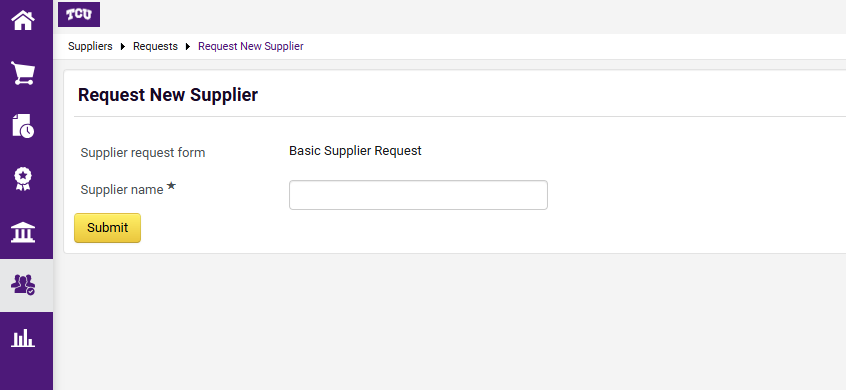 TCU
Suppliers ▸ Requests ▸ Request New Supplier
Request New Supplier
Supplier request form Basic Supplier Request
Supplier name ★
Submit